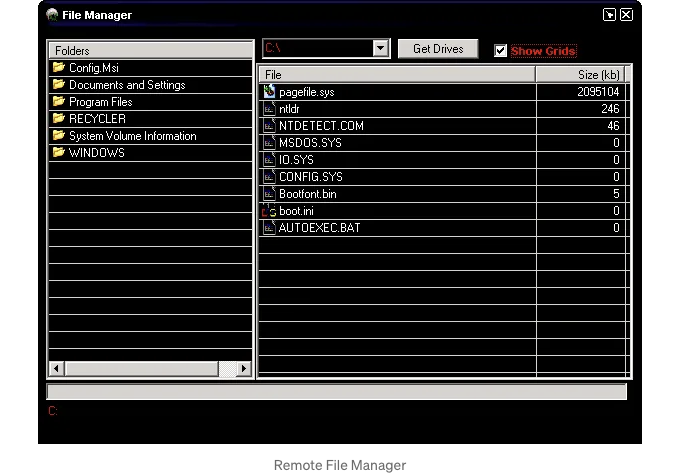 File Manager
Folders
C:\
Get Drives
Show Grids
Config.Msi
Documents and Settings
Program Files
RECYCLER
System Volume Information
WINDOWS
File Size (kb)
pagefile.sys 2095104
ntldr 246
NTDETECT.COM 46
MSDOS.SYS 0
IO.SYS 0
CONFIG.SYS 0
Bootfont.bin 5
boot.ini 0
AUTOEXEC.BAT 0
C:
Remote File Manager